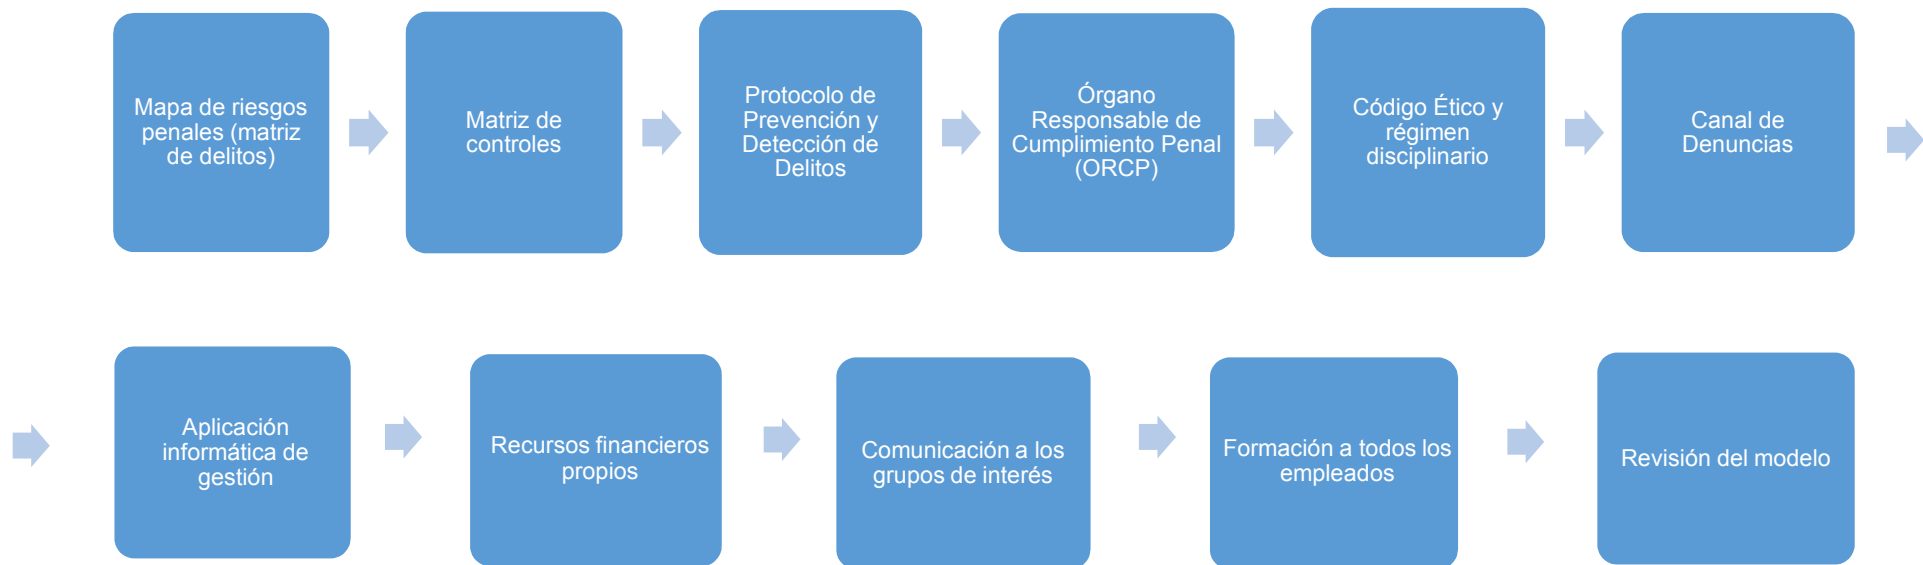 Mapa de riesgos
penales (matriz
de delitos)
Matriz de
controles
Protocolo de
Prevención y
Detección de
Delitos
Órgano
Responsable de
Cumplimiento Penal
(ORCP)
Código Ético y
régimen
disciplinario
Canal de
Denuncias
Aplicación
informática de
gestión
Recursos financieros
propios
Comunicación a los
grupos de interés
Formación a todos los
empleados
Revisión del modelo